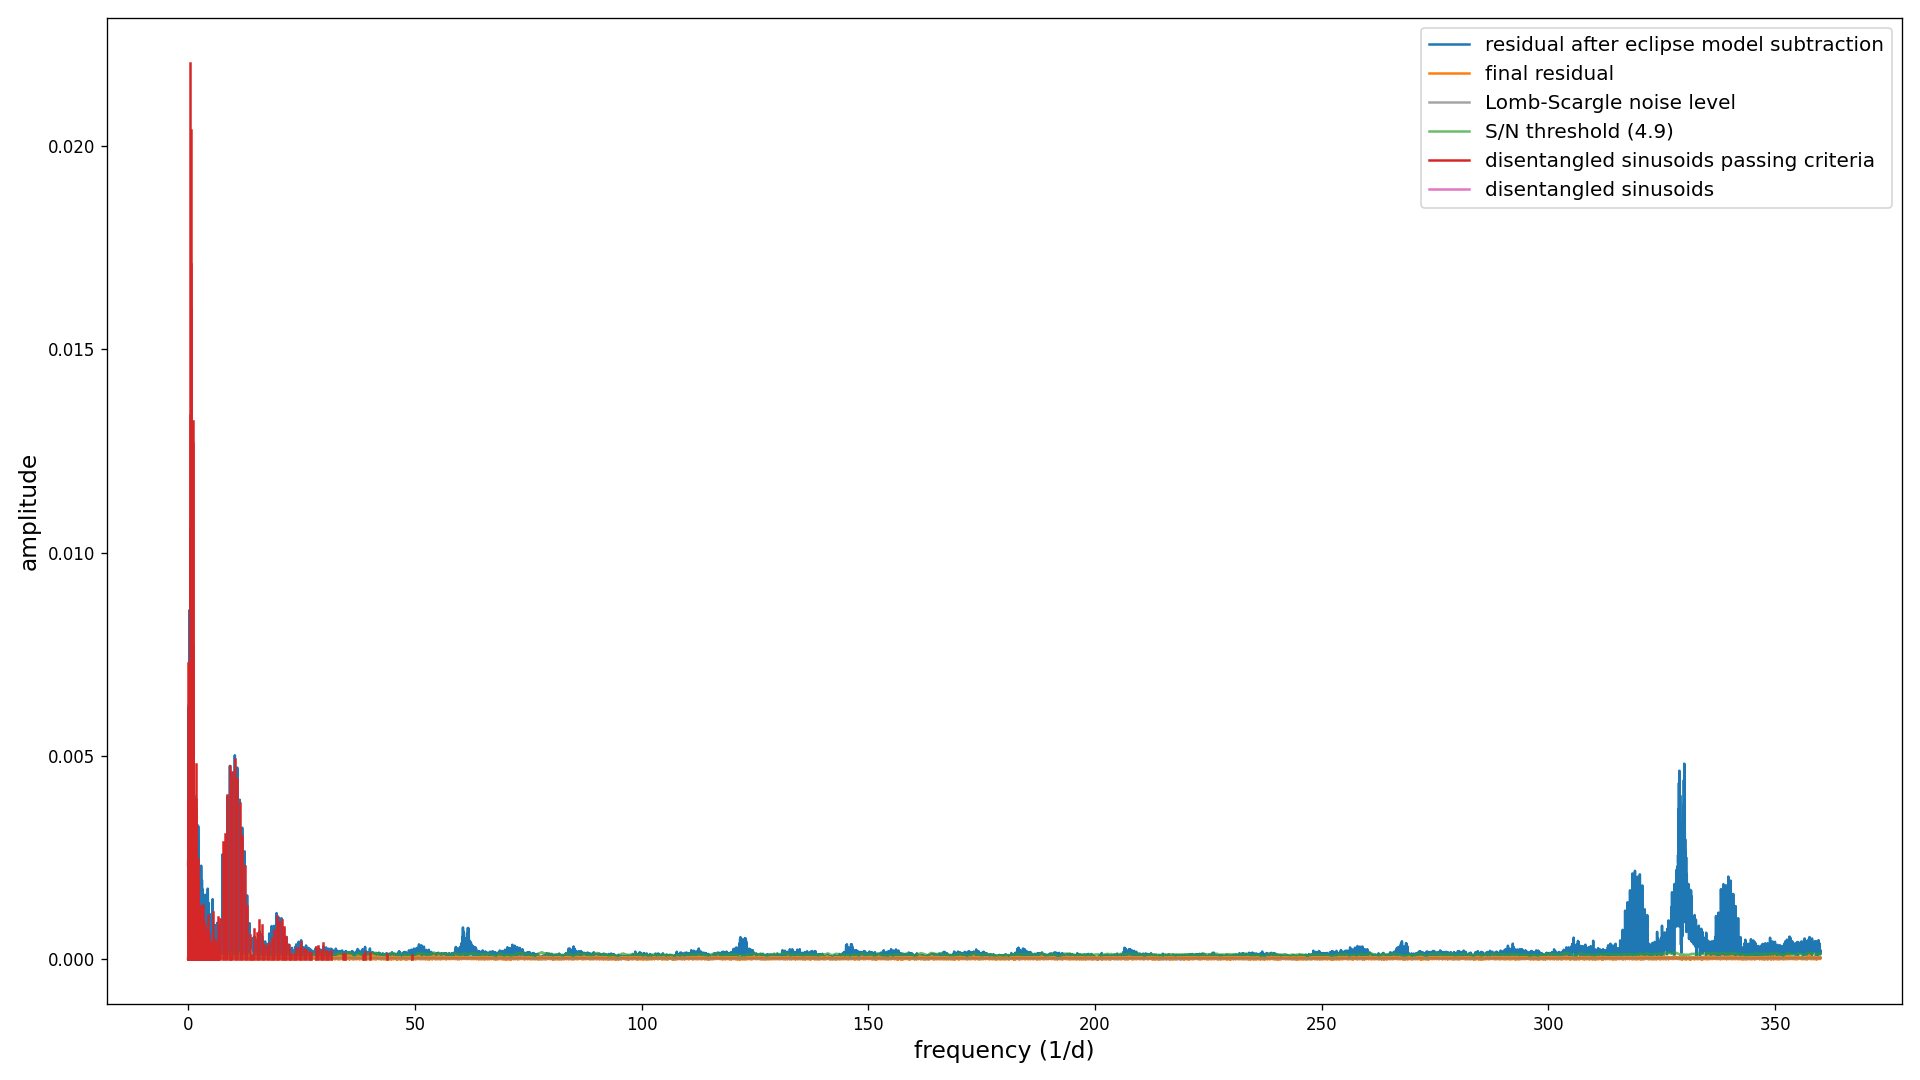 residual after eclipse model subtraction
final residual
Lomb-Scargle noise level
S/N threshold (4.9)
disentangled sinusoids passing criteria
disentangled sinusoids
amplitude
0.020
0.015
0.010
0.005
0.000
0 50 100 150 200 250 300 350
frequency (1/d)